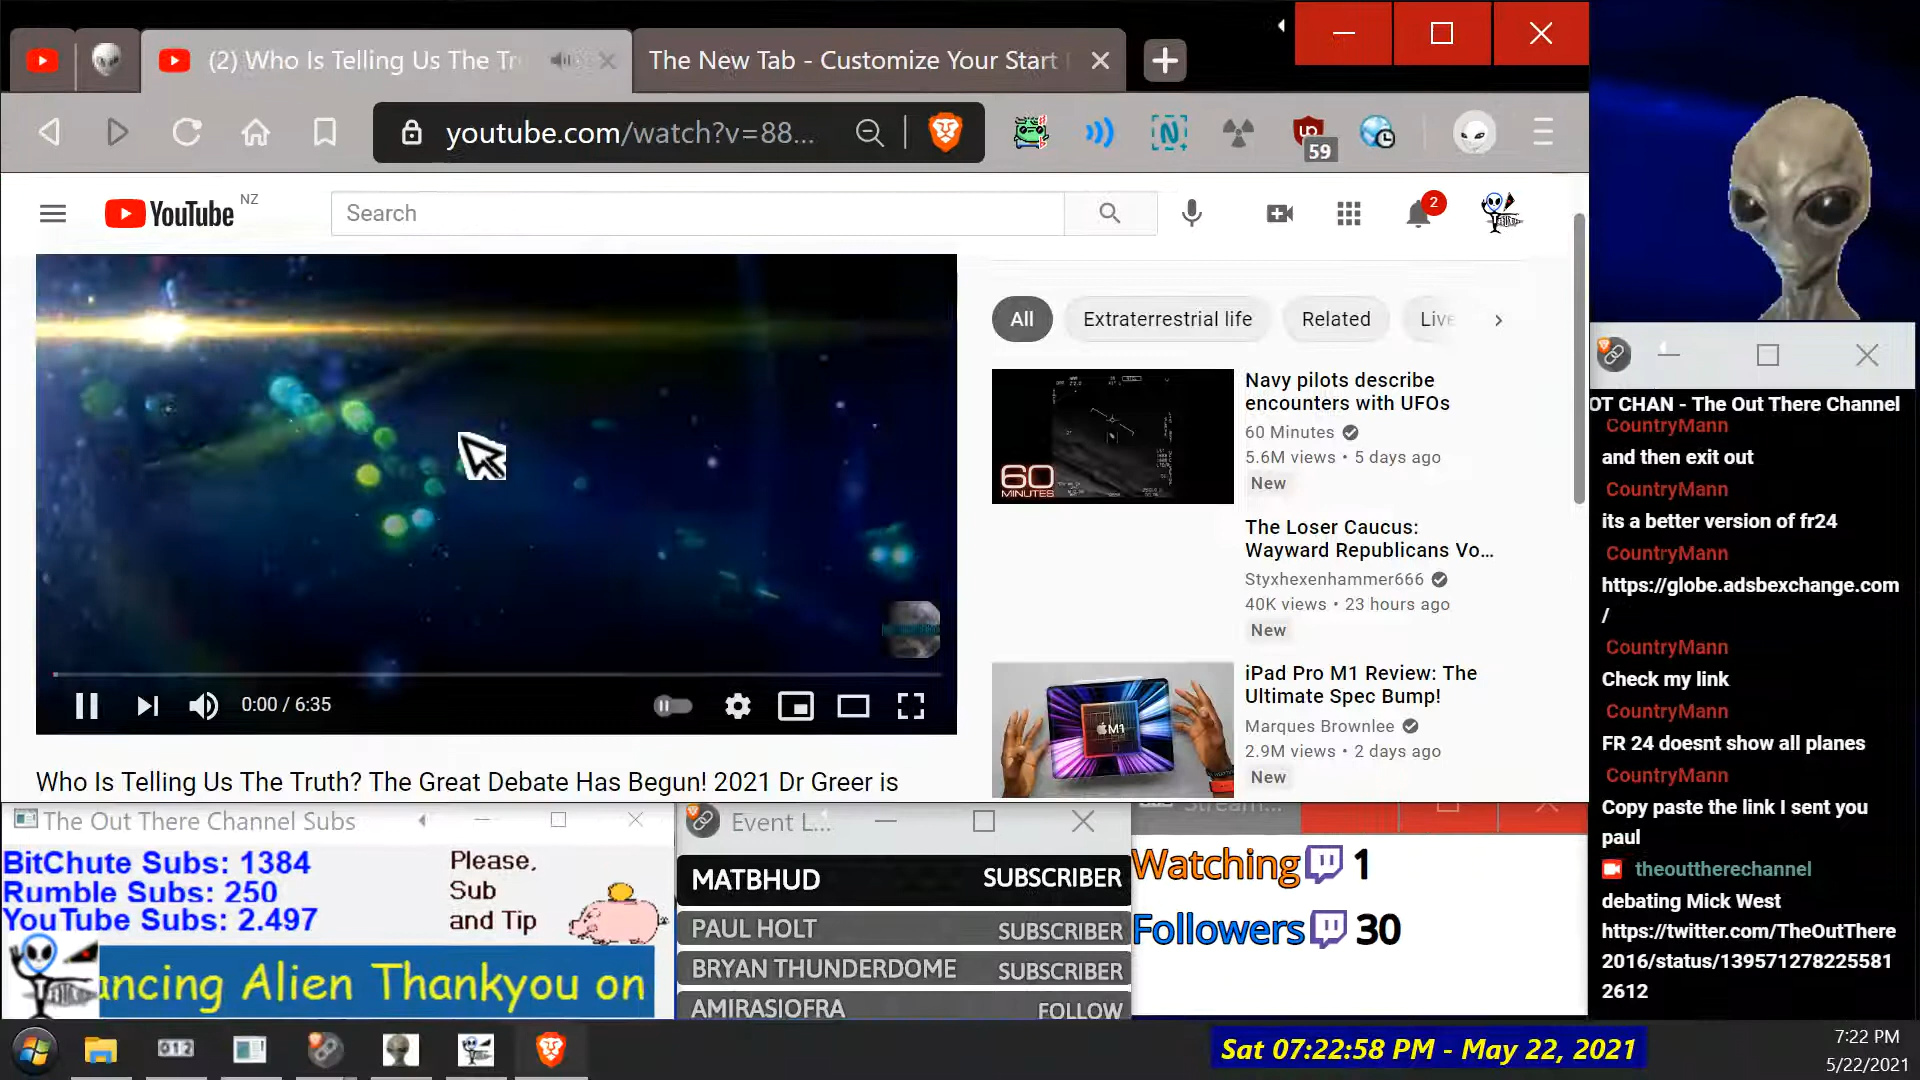 (2) Who Is Telling Us The Tr
The New Tab - Customize Your Start
youtube.com/watch?v=88...
59
YouTube NZ
Search
2
All
Extraterrestrial life
Related
Live
Navy pilots describe
encounters with UFOs
60 Minutes
5.6M views • 5 days ago
New
60
MINUTES
The Loser Caucus:
Wayward Republicans Vo...
Styxhexenhammer666
40K views • 23 hours ago
New
iPad Pro M1 Review: The
Ultimate Spec Bump!
Marques Brownlee
2.9M views • 2 days ago
New
M1
0:00 / 6:35
Who Is Telling Us The Truth? The Great Debate Has Begun! 2021 Dr Greer is
OT CHAN - The Out There Channel
CountryMann
and then exit out
CountryMann
its a better version of fr24
CountryMann
https://globe.adsbexchange.com
/
CountryMann
Check my link
CountryMann
FR 24 doesnt show all planes
CountryMann
Copy paste the link I sent you
paul
theouttherechannel
debating Mick West
https://twitter.com/TheOutThere
2016/status/139571278225581
2612
The Out There Channel Subs
BitChute Subs: 1384
Rumble Subs: 250
YouTube Subs: 2.497
Please,
Sub
and Tip
ancing Alien Thankyou on
Event L...
MATBHUD SUBSCRIBER
PAUL HOLT SUBSCRIBER
BRYAN THUNDERDOME SUBSCRIBER
AMIRASIOFRA FOLLOW
Stream...
Watching 1
Followers 30
012
Sat 07:22:58 PM - May 22, 2021
7:22 PM
5/22/2021